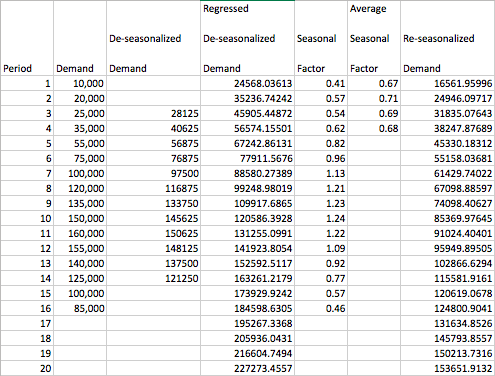 Regressed Average
De-seasonalized De-seasonalized Seasonal Seasonal Re-seasonalized
Period Demand Demand Demand Factor Factor Demand
1 10,000 24568.03613 0.41 0.67 16561.95996
2 20,000 35236.74242 0.57 0.71 24946.09717
3 25,000 28125 45905.44872 0.54 0.69 31835.07643
4 35,000 40625 56574.15501 0.62 0.68 38247.87689
5 55,000 56875 67242.86131 0.82 45330.18312
6 75,000 76875 77911.5676 0.96 55158.03681
7 100,000 97500 88580.27389 1.13 61429.74022
8 120,000 116875 99248.98019 1.21 67098.88597
9 135,000 133750 109917.6865 1.23 74098.40627
10 150,000 145625 120586.3928 1.24 85369.97645
11 160,000 150625 131255.0991 1.22 91024.40401
12 155,000 148125 141923.8054 1.09 95949.89505
13 140,000 137500 152592.5117 0.92 102866.6294
14 125,000 121250 163261.2179 0.77 115581.9161
15 100,000 173929.9242 0.57 120619.0678
16 85,000 184598.6305 0.46 124800.9041
17 195267.3368 131634.8526
18 205936.0431 145793.8557
19 216604.7494 150213.7316
20 227273.4557 153651.9132